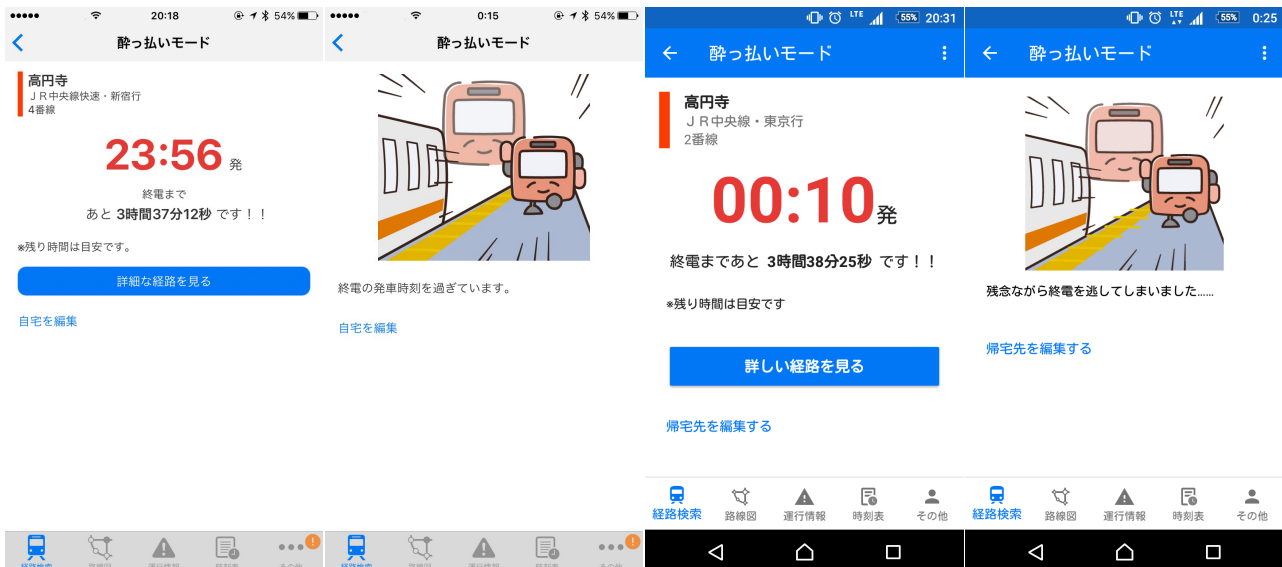 20:18
54%
酔っ払いモード
高円寺
JR中央線快速・新宿行
4番線
23:56 発
終電まで
あと 3時間37分12秒 です！！
※残り時間は目安です。
詳細な経路を見る
自宅を編集
0:15
54%
酔っ払いモード
終電の発車時刻を過ぎています。
自宅を編集
LTE
55%
20:31
酔っ払いモード
高円寺
JR中央線・東京行
2番線
00:10発
終電まであと 3時間38分25秒 です！！
※残り時間は目安です
詳しい経路を見る
帰宅先を編集する
経路検索
路線図
運行情報
時刻表
その他
LTE
55%
0:25
酔っ払いモード
残念ながら終電を逃してしまいました……
帰宅先を編集する
経路検索
路線図
運行情報
時刻表
その他